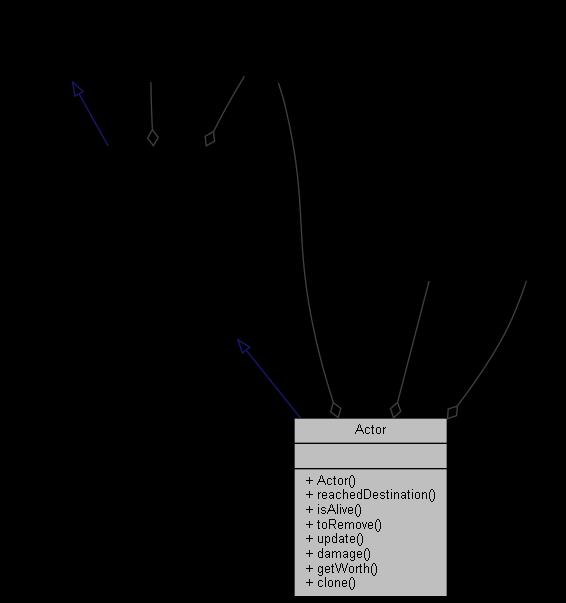 Actor
+ Actor()
+ reachedDestination()
+ isAlive()
+ toRemove()
+ update()
+ damage()
+ getWorth()
+ clone()